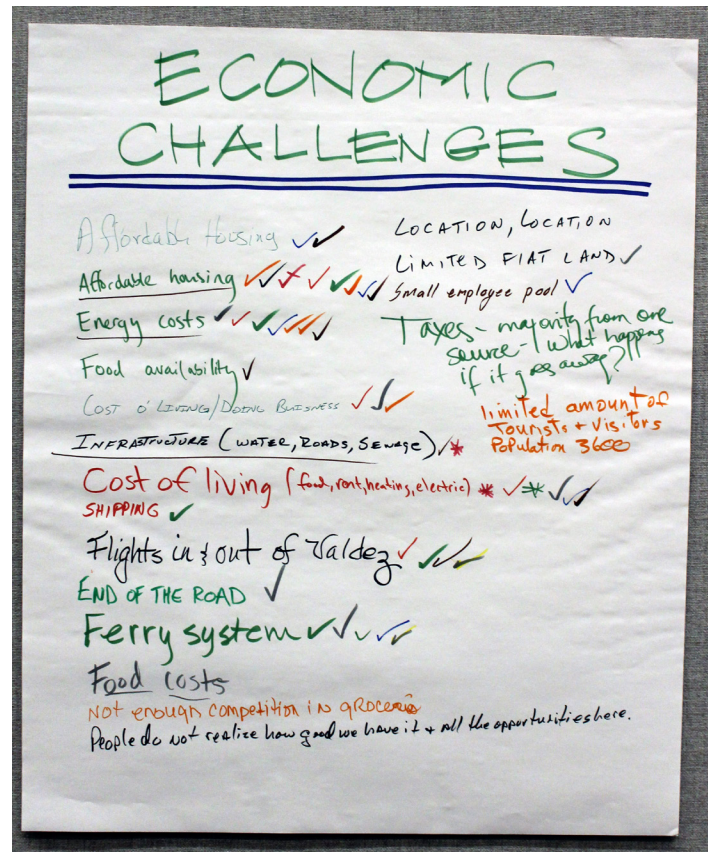 ECONOMIC
CHALLENGES
Affordable Housing ✓✓
Affordable housing ✓✓✓✓✓✓✓✓
Energy costs ✓✓✓✓✓✓✓
Food availability ✓
COST O' LIVING/DOING BUISNESS ✓✓✓
INFRASTRUCTURE (WATER, ROADS, SEWAGE) ✓*
Cost of living (food, rent, heating, electric) * ✓ * ✓✓✓
SHIPPING ✓
Flights in & out of Valdez ✓✓✓✓
END OF THE ROAD ✓
Ferry system ✓✓✓✓✓
Food costs
Not enough competition in groceries
People do not realize how good we have it + all the opportunities here.
LOCATION, LOCATION
LIMITED FLAT LAND ✓
Small employee pool ✓
Taxes - majority from one
source - what happens
if it goes away?
limited amount of
Tourists + Visitors
Population 3600